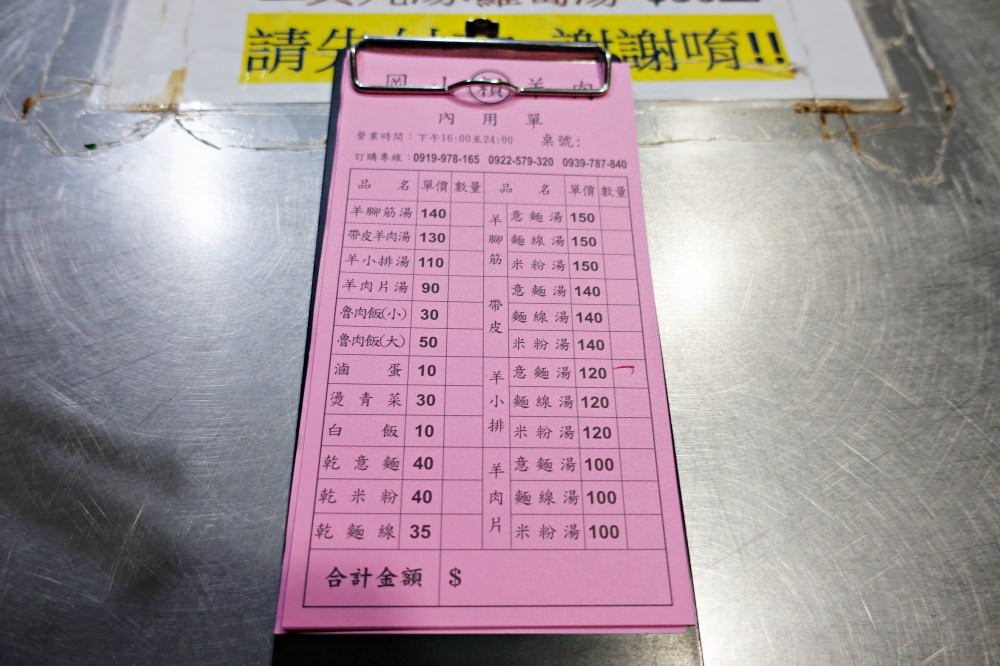 請先付 謝謝唷!!
岡 山 羊 肉
內 用 單
營業時間:下午16:00至24:00 桌號:
訂購專線:0919-978-165 0922-579-320 0939-787-840
品 名 單價 數量 品 名 單價 數量
羊腳筋湯 140 羊腳筋 意麵湯 150
帶皮羊肉湯 130 麵線湯 150
羊小排湯 110 米粉湯 150
羊肉片湯 90 帶皮 意麵湯 140
魯肉飯(小) 30 麵線湯 140
魯肉飯(大) 50 米粉湯 140
滷蛋 10 羊小排 意麵湯 120
燙青菜 30 麵線湯 120
白飯 10 米粉湯 120
乾意麵 40 羊肉片 意麵湯 100
乾米粉 40 麵線湯 100
乾麵線 35 米粉湯 100
合計金額 $